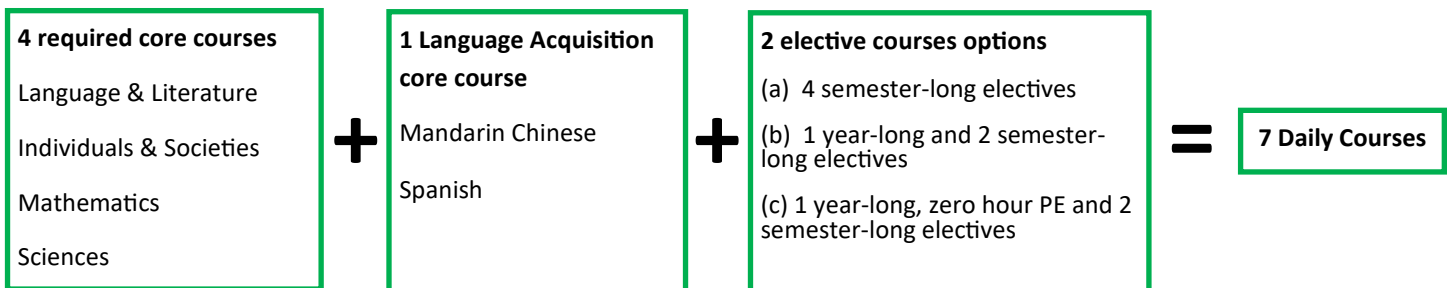 4 required core courses
Language & Literature
Individuals & Societies
Mathematics
Sciences
+
1 Language Acquisition
core course
Mandarin Chinese
Spanish
+
2 elective courses options
(a) 4 semester-long electives
(b) 1 year-long and 2 semester-
long electives
(c) 1 year-long, zero hour PE and 2
semester-long electives
=
7 Daily Courses